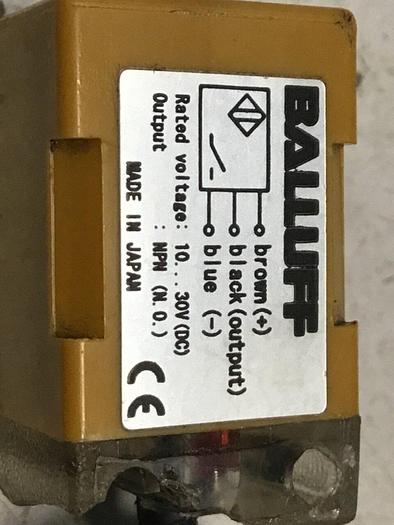 BALLUFF
brown (+)
black (output)
blue (-)
Rated voltage: 10...30V (DC)
Output : NPN (N.O.)
MADE IN JAPAN
CE